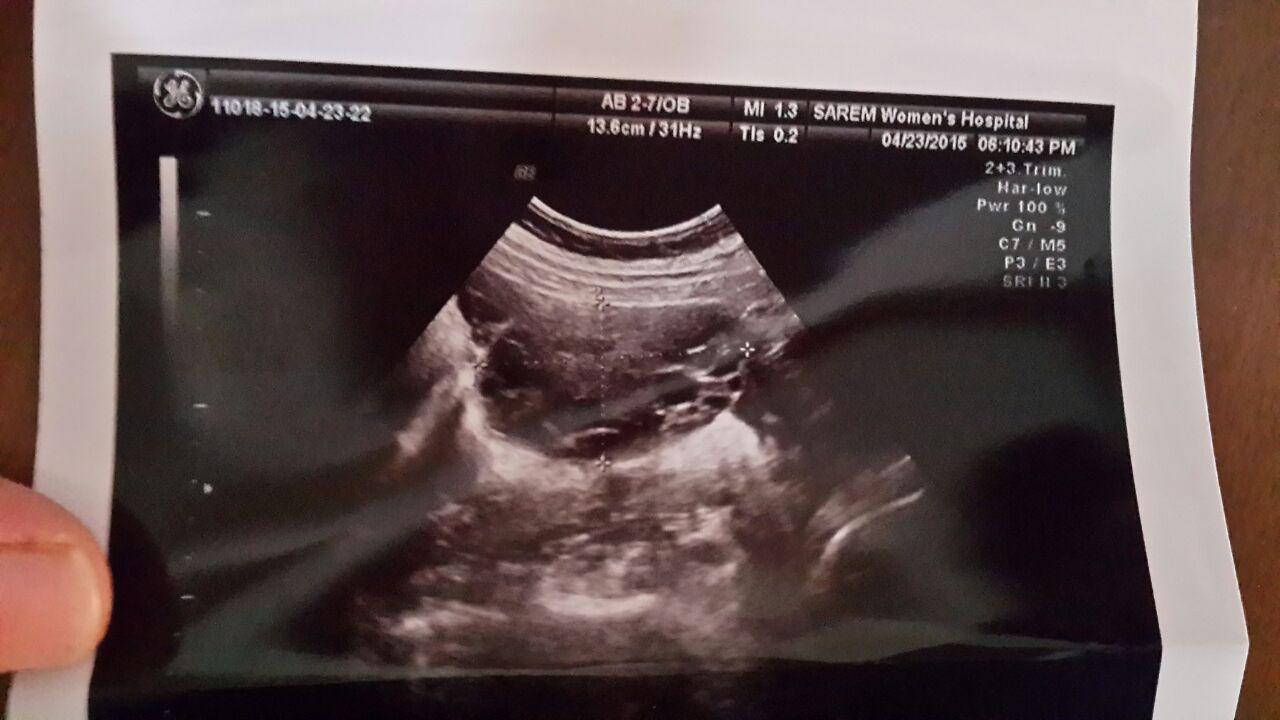 11018-15-04-23-22
AB 2-7/OB
13.6cm / 31Hz
MI 1.3
TIs 0.2
SAREM Women's Hospital
04/23/2015 06:10:43 PM
2+3.Trim.
Har-low
Pwr 100 %
Gn -9
C7 / M5
P3 / E3
SRI II 3